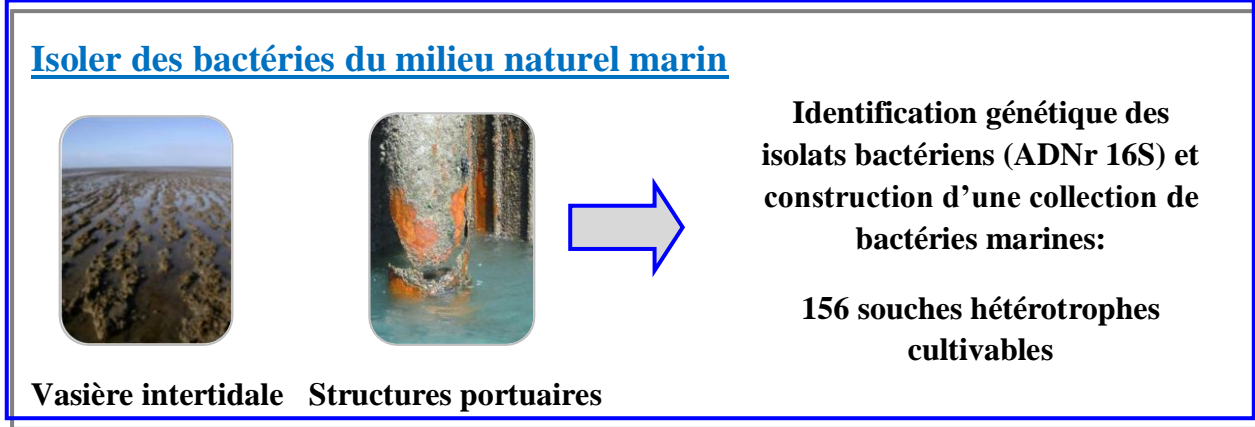 Isoler des bactéries du milieu naturel marin
Identification génétique des
isolats bactériens (ADNr 16S) et
construction d’une collection de
bactéries marines:
156 souches hétérotrophes
cultivables
Vasière intertidale Structures portuaires